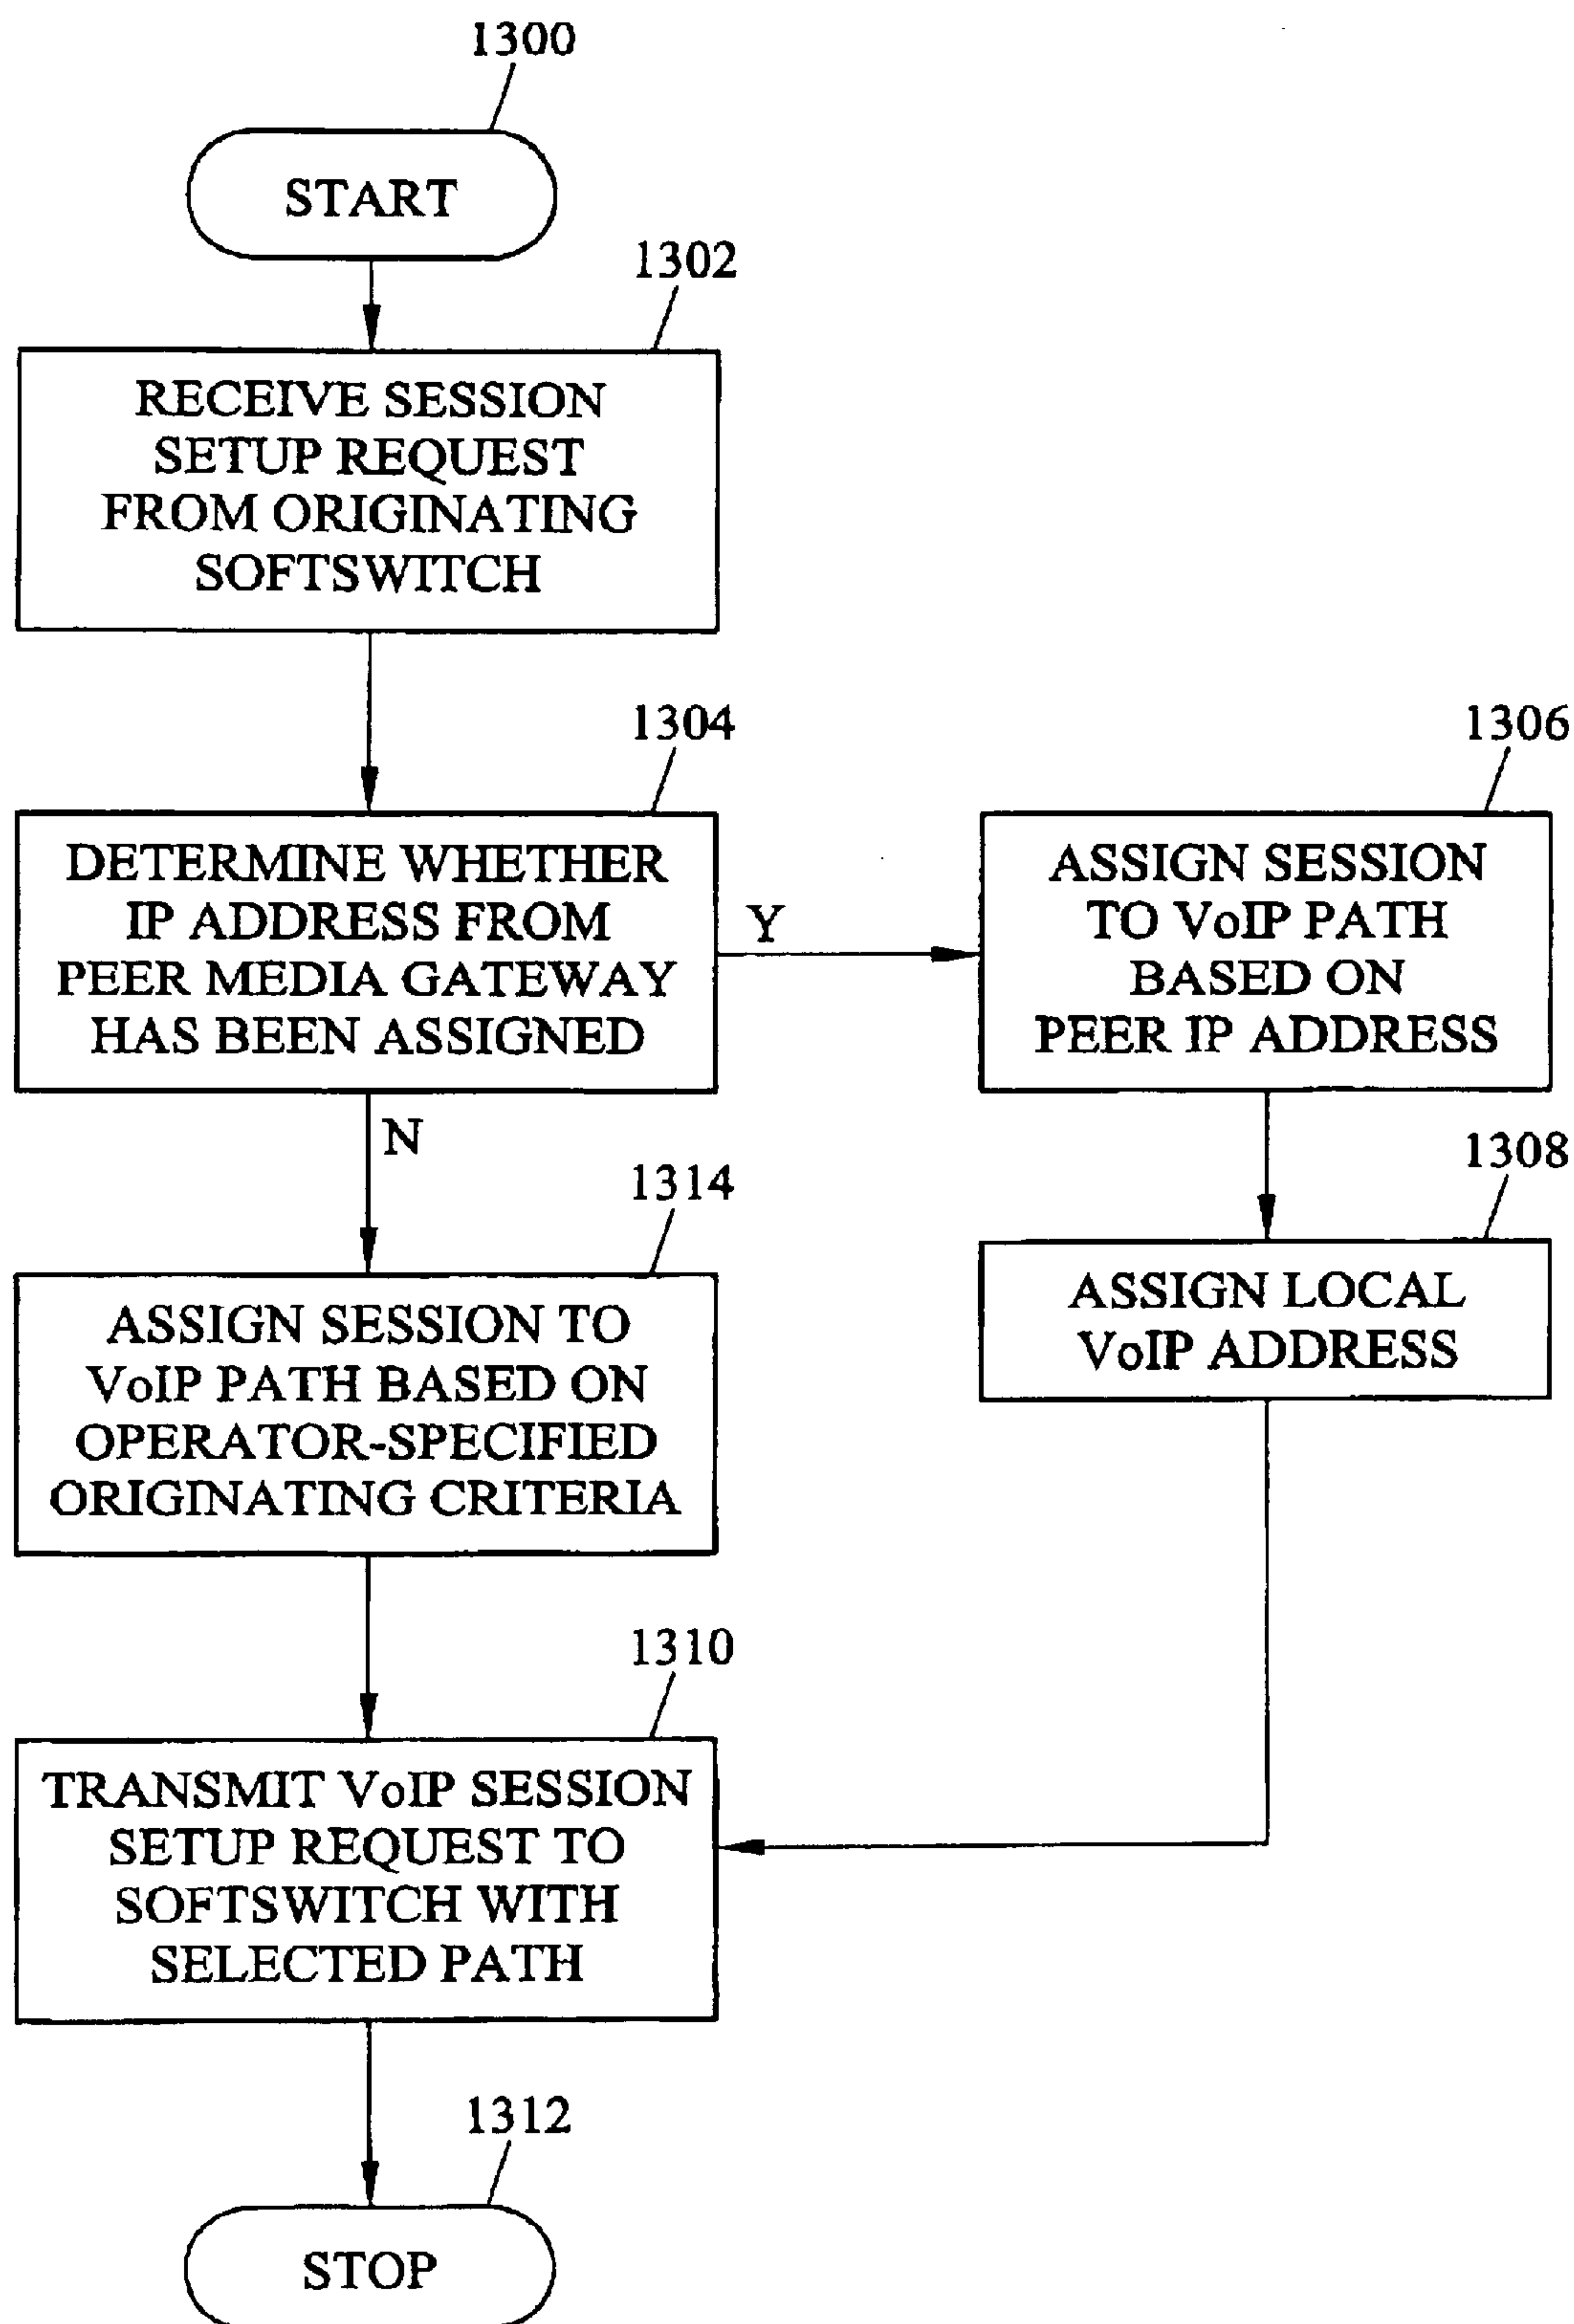 1300
START
1302
RECEIVE SESSION
SETUP REQUEST
FROM ORIGINATING
SOFTSWITCH
1304
DETERMINE WHETHER
IP ADDRESS FROM
PEER MEDIA GATEWAY
HAS BEEN ASSIGNED
Y
N
1306
ASSIGN SESSION
TO VoIP PATH
BASED ON
PEER IP ADDRESS
1308
ASSIGN LOCAL
VoIP ADDRESS
1314
ASSIGN SESSION TO
VoIP PATH BASED ON
OPERATOR-SPECIFIED
ORIGINATING CRITERIA
1310
TRANSMIT VoIP SESSION
SETUP REQUEST TO
SOFTSWITCH WITH
SELECTED PATH
1312
STOP